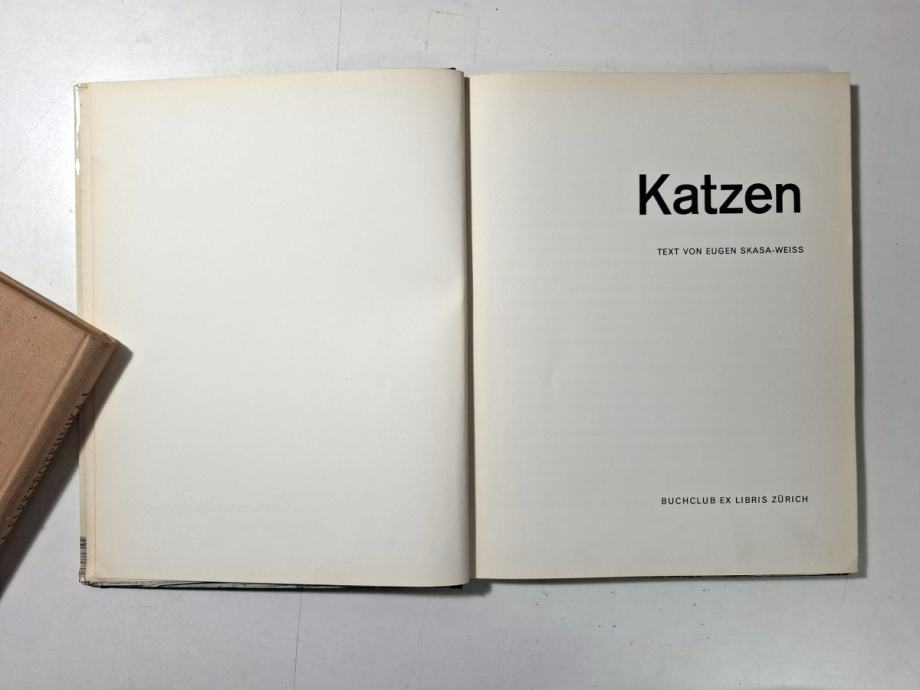 Katzen
TEXT VON EUGEN SKASA-WEISS
BUCHCLUB EX LIBRIS ZÜRICH